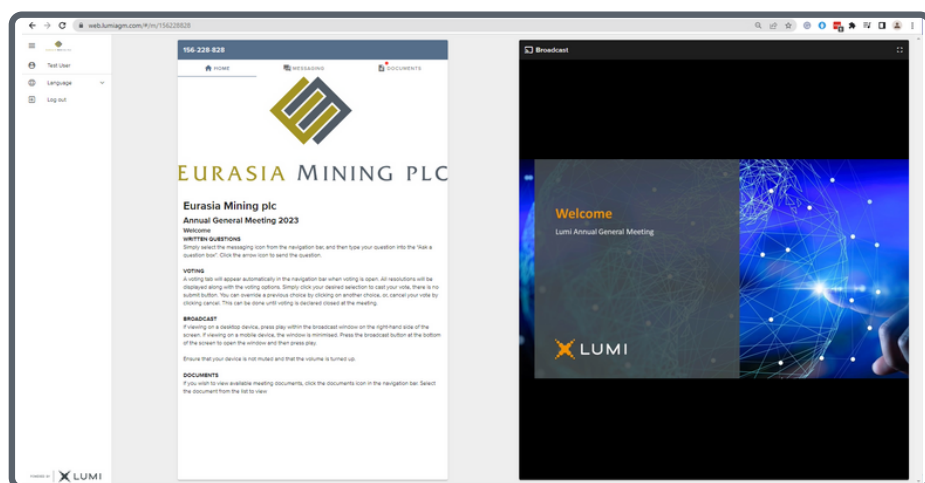 web.lumiagm.com/#/m/156228828
Test User
Language
Log out
POWERED BY LUMI
156-228-828
HOME MESSAGING DOCUMENTS
EURASIA MINING PLC
Eurasia Mining plc
Annual General Meeting 2023
Welcome
WRITTEN QUESTIONS
Simply select the messaging icon from the navigation bar, and then type your question into the "Ask a
question box". Click the arrow icon to send the question.
VOTING
A voting tab will appear automatically in the navigation bar when voting is open. All resolutions will be
displayed along with the voting options. Simply click your desired selection to cast your vote, there is no
submit button. You can override a previous choice by clicking on another choice, or, cancel your vote by
clicking cancel. This can be done until voting is declared closed at the meeting.
BROADCAST
If viewing on a desktop device, press play within the broadcast window on the right-hand side of the
screen. If viewing on a mobile device, the window is minimised. Press the broadcast button at the bottom
of the screen to open the window and then press play.
Ensure that your device is not muted and that the volume is turned up.
DOCUMENTS
If you wish to view available meeting documents, click the documents icon in the navigation bar. Select
the document from the list to view
Broadcast
Welcome
Lumi Annual General Meeting
LUMI